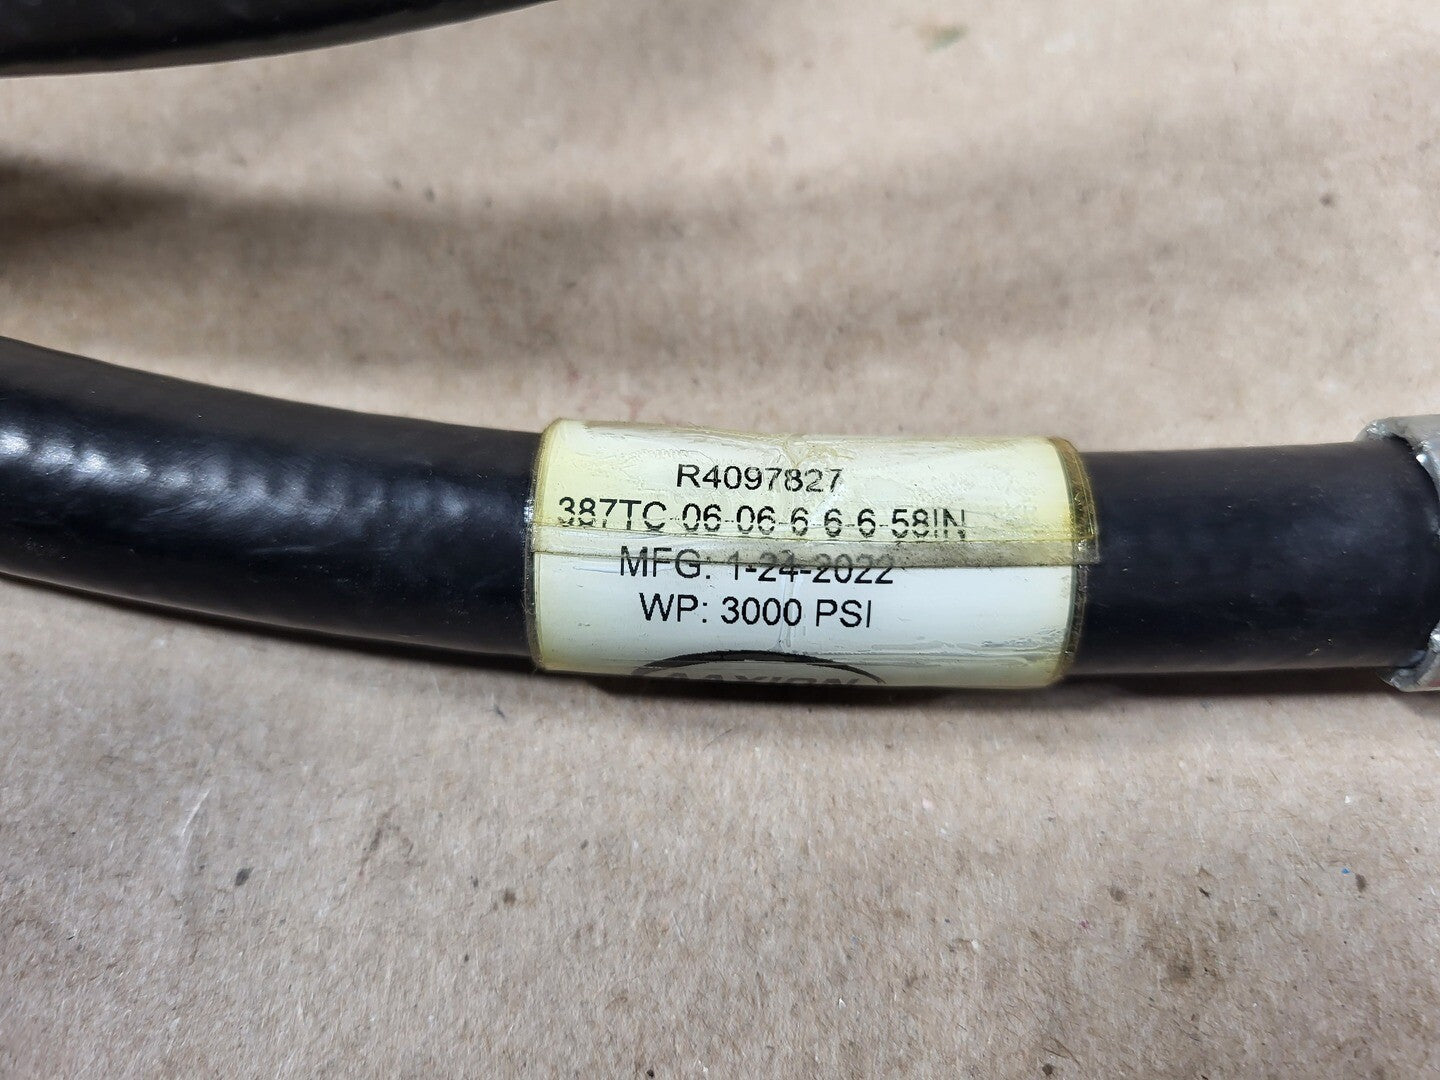 R4097827
387TC-06-06-6-6-6-58IN
MFG: 1-24-2022
WP: 3000 PSI